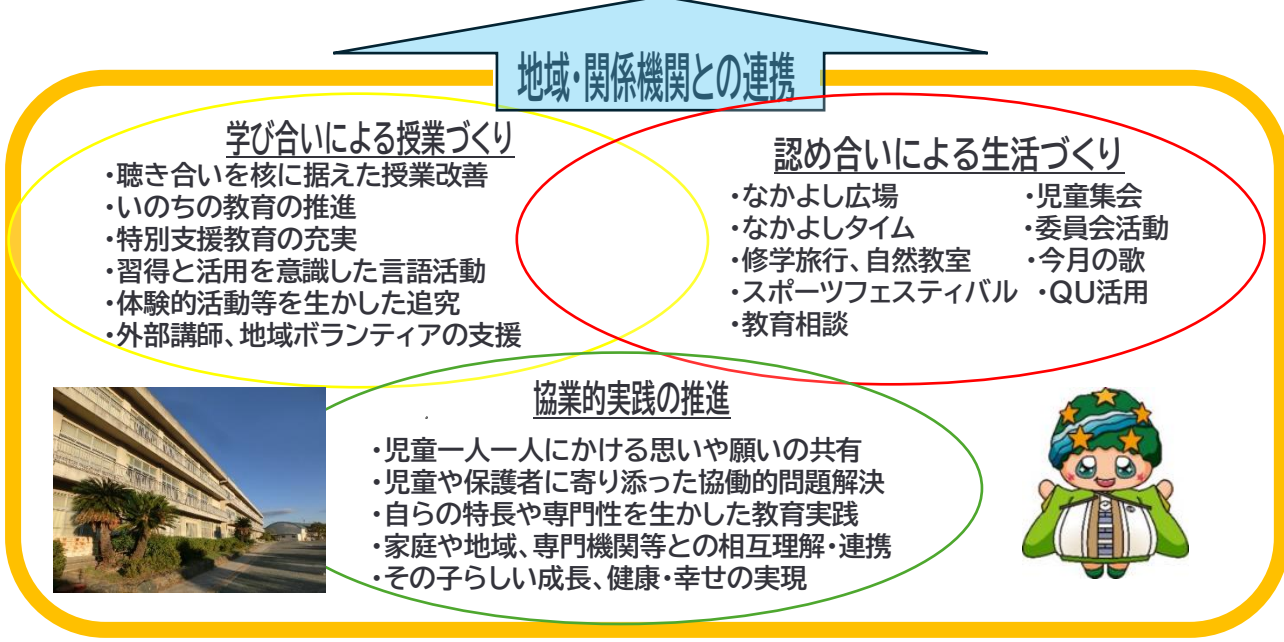 地域・関係機関との連携
学び合いによる授業づくり
・聴き合いを核に据えた授業改善
・いのちの教育の推進
・特別支援教育の充実
・習得と活用を意識した言語活動
・体験的活動等を生かした追究
・外部講師、地域ボランティアの支援
認め合いによる生活づくり
・なかよし広場
・なかよしタイム
・修学旅行、自然教室
・スポーツフェスティバル
・教育相談
・児童集会
・委員会活動
・今月の歌
・QU活用
協業的実践の推進
・児童一人一人にかける思いや願いの共有
・児童や保護者に寄り添った協働的問題解決
・自らの特長や専門性を生かした教育実践
・家庭や地域、専門機関等との相互理解・連携
・その子らしい成長、健康・幸せの実現